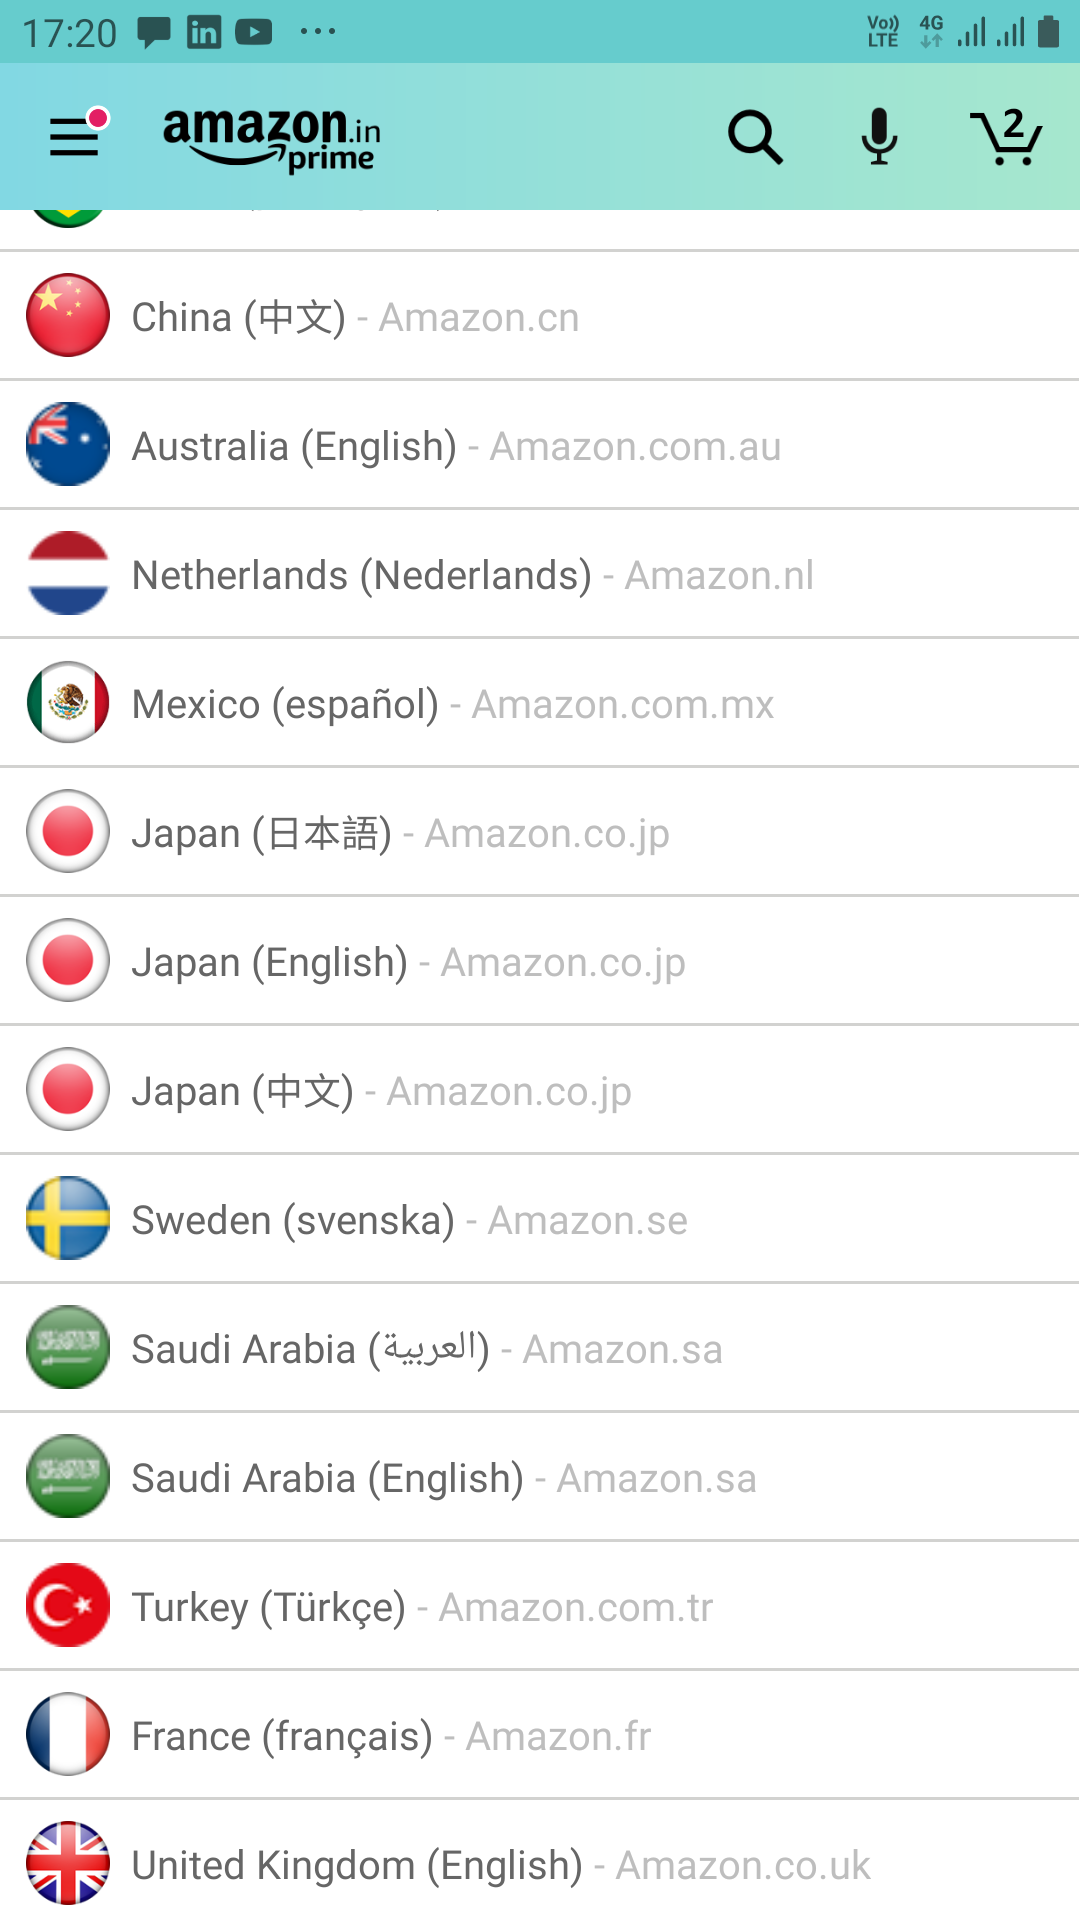 17:20 Vo)) LTE 4G
amazon.in
prime
2
China (中文) - Amazon.cn
Australia (English) - Amazon.com.au
Netherlands (Nederlands) - Amazon.nl
Mexico (español) - Amazon.com.mx
Japan (日本語) - Amazon.co.jp
Japan (English) - Amazon.co.jp
Japan (中文) - Amazon.co.jp
Sweden (svenska) - Amazon.se
Saudi Arabia (العربية) - Amazon.sa
Saudi Arabia (English) - Amazon.sa
Turkey (Türkçe) - Amazon.com.tr
France (français) - Amazon.fr
United Kingdom (English) - Amazon.co.uk